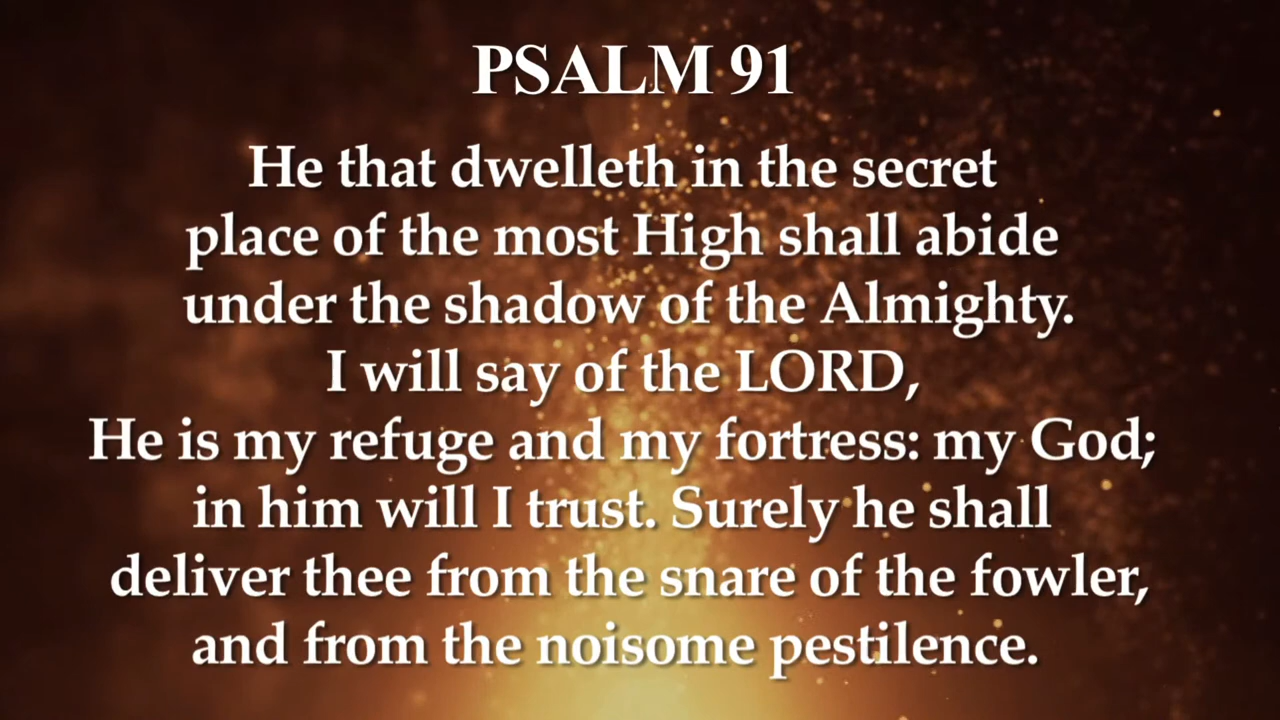 PSALM 91
He that dwelleth in the secret
place of the most High shall abide
under the shadow of the Almighty.
I will say of the LORD,
He is my refuge and my fortress: my God;
in him will I trust. Surely he shall
deliver thee from the snare of the fowler,
and from the noisome pestilence.